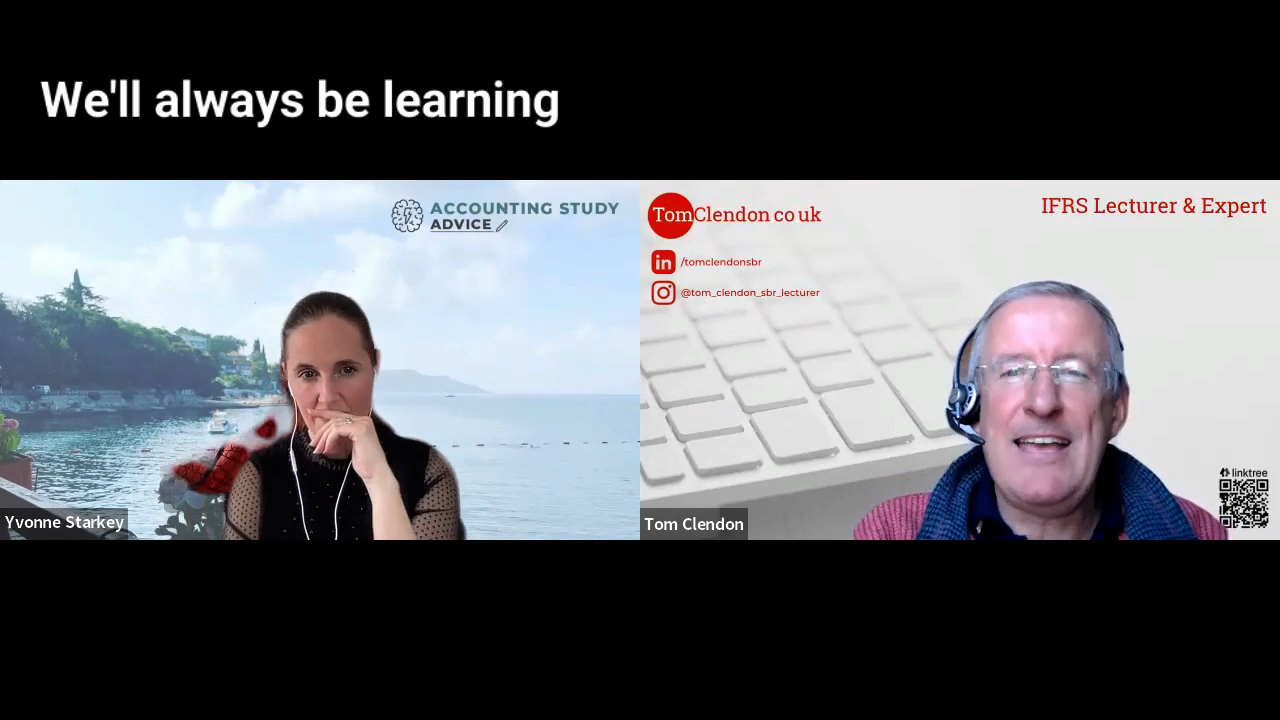 We'll always be learning
ACCOUNTING STUDY
ADVICE
Yvonne Starkey
TomClendon co uk
IFRS Lecturer & Expert
in
/tomclendonsbr
@tom_clendon_sbr_lecturer
linktree
Tom Clendon